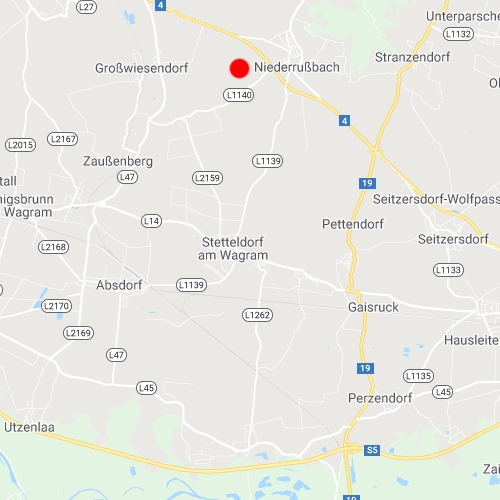 L27
4
Unterparsche
L1132
Stranzendorf
Großwiesendorf
Niederrußbach
L1140
4
L2167
L2015
Zaußenberg
L1139
L47
L2159
19
tall
nigsbrunn
Wagram
Seitzersdorf-Wolfpass
L14
Pettendorf
Stetteldorf
am Wagram
Seitzersdorf
L2168
L1133
Absdorf
L1139
L2170
Gaisruck
L1262
L2169
Hausleite
L47
19
L1135
L45
L45
Perzendorf
Utzenlaa
S5
Zai
19